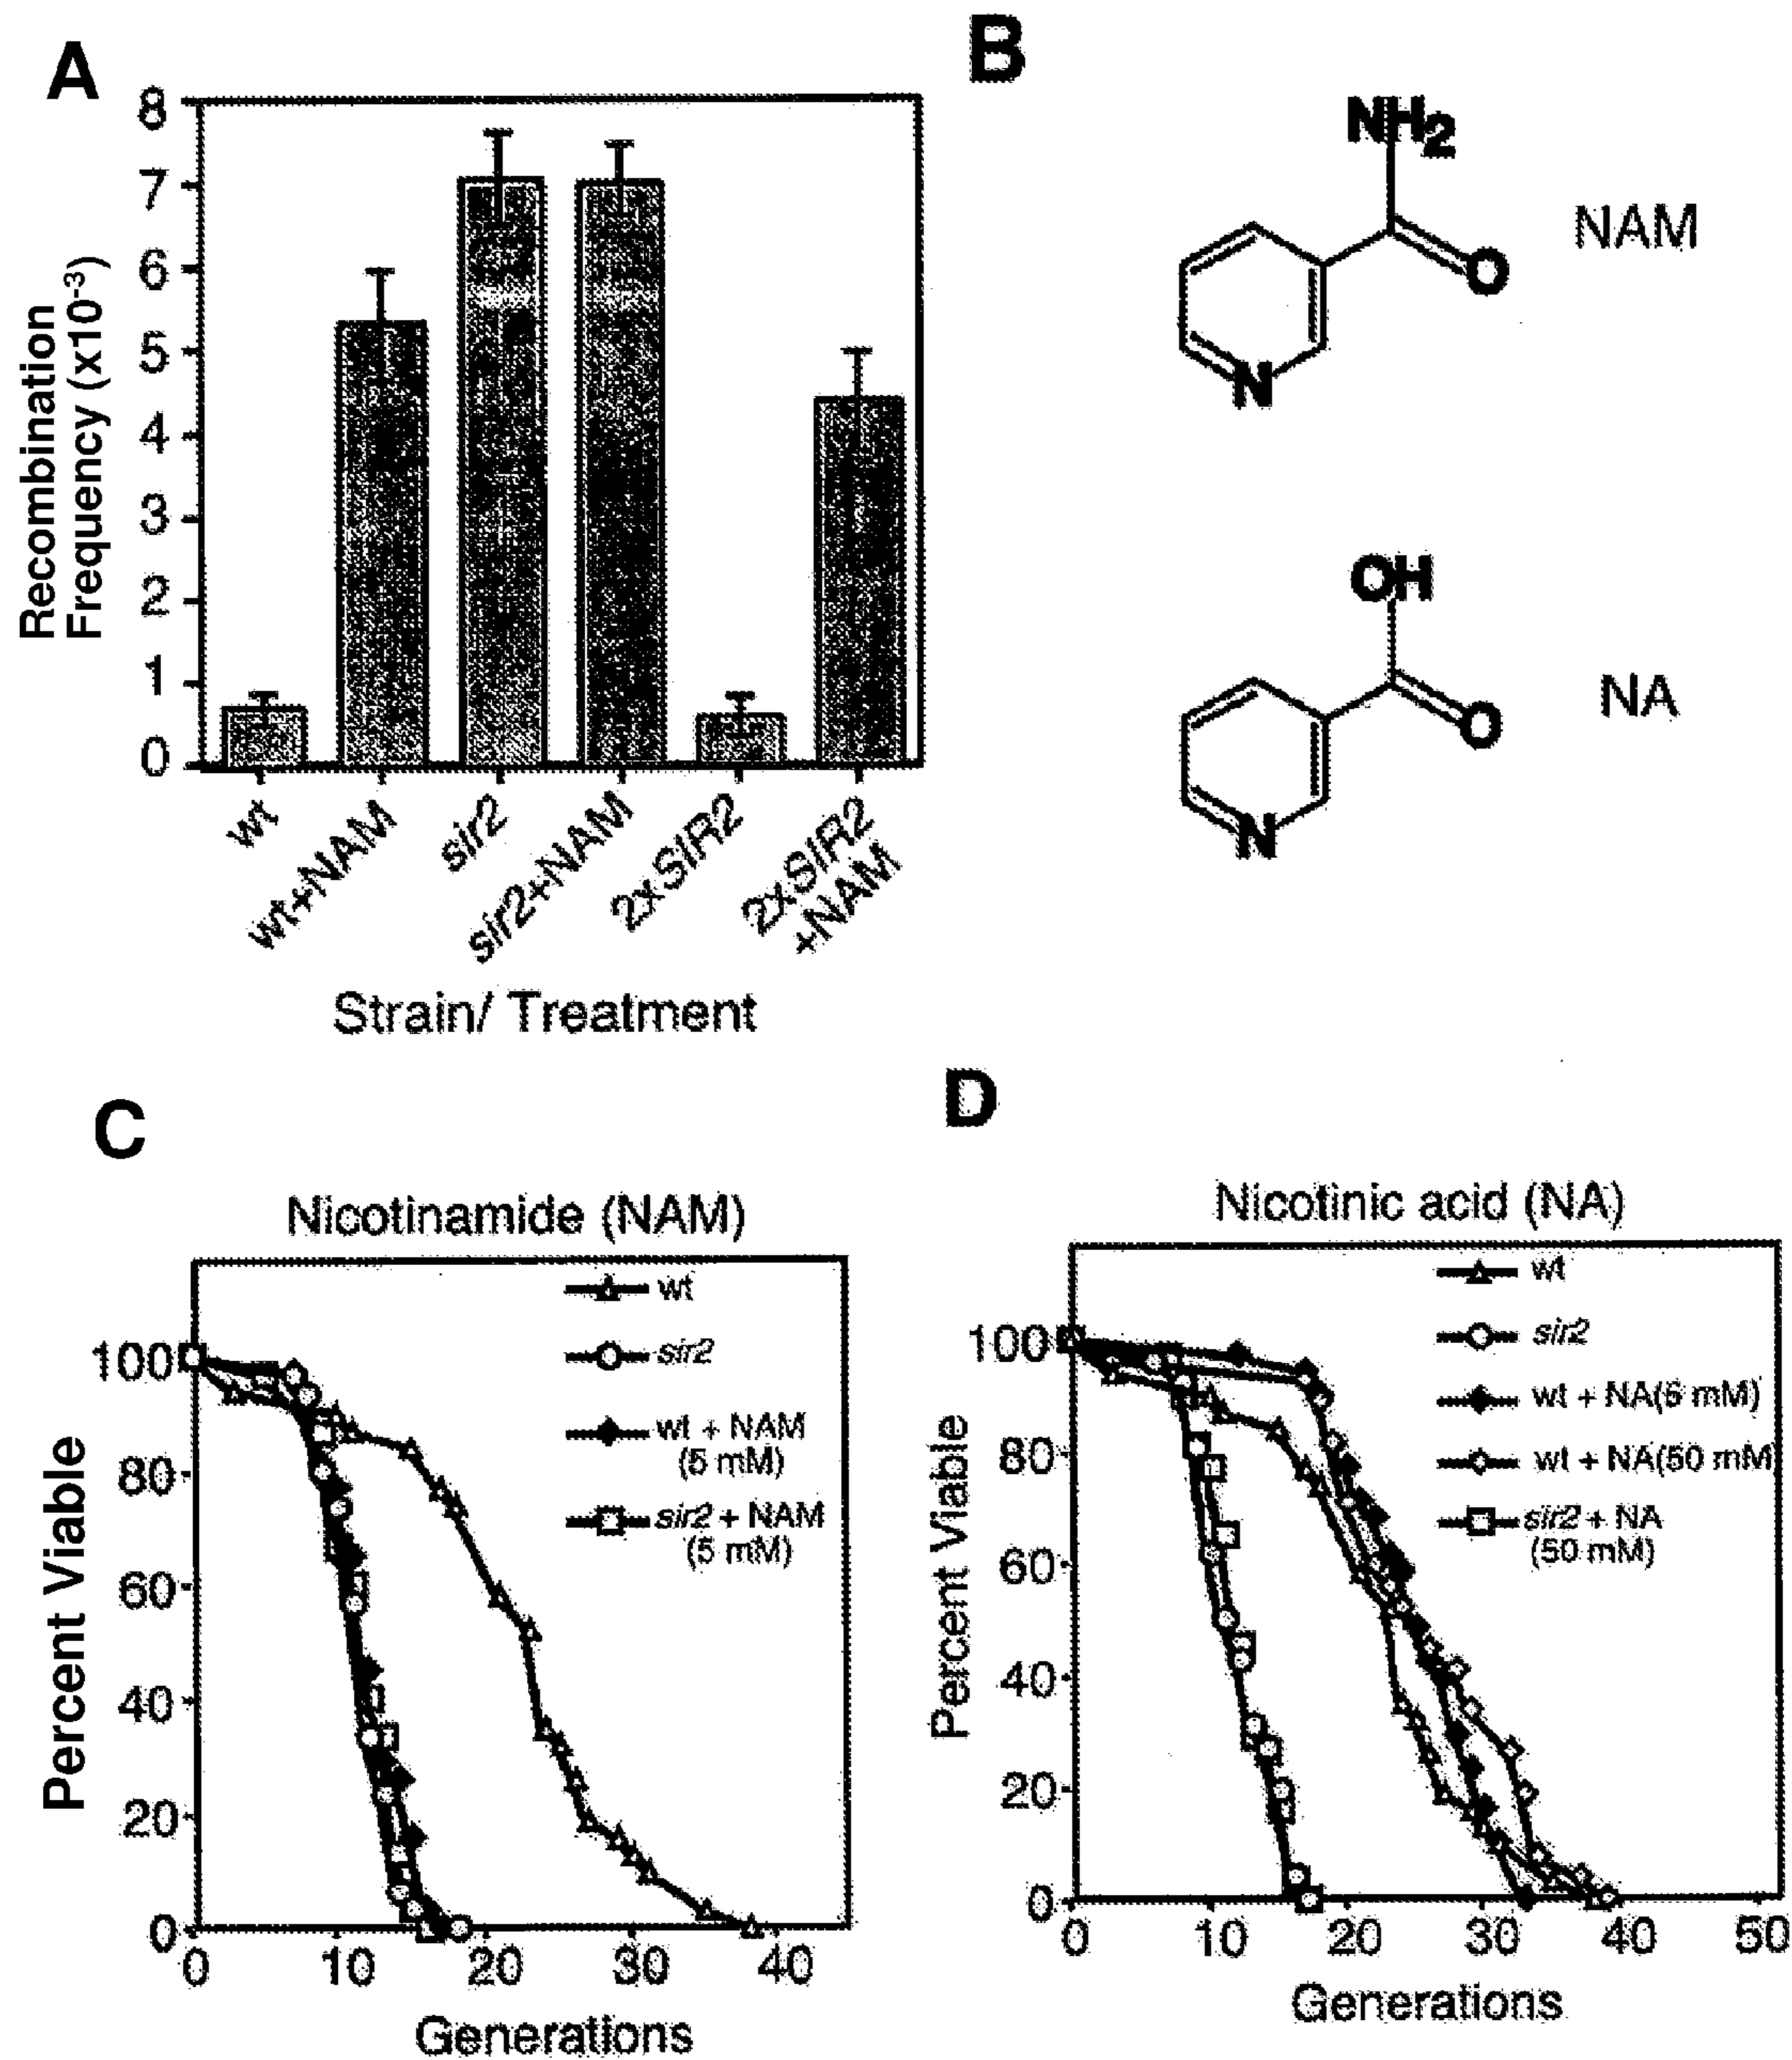 A
8
7
6
5
4
3
2
1
0
Recombination
Frequency (x10-3)
wt
wt+NAM
sir2
sir2+NAM
2xSIR2
2xSIR2
+NAM
Strain/ Treatment
B
NH2
O
N
NAM
OH
O
N
NA
C
Nicotinamide (NAM)
wt
sir2
wt + NAM
(5 mM)
sir2 + NAM
(5 mM)
100
80
60
40
20
0
Percent Viable
0 10 20 30 40
Generations
D
Nicotinic acid (NA)
wt
sir2
wt + NA(5 mM)
wt + NA(50 mM)
sir2 + NA
(50 mM)
100
80
60
40
20
0
Percent Viable
0 10 20 30 40 50
Generations